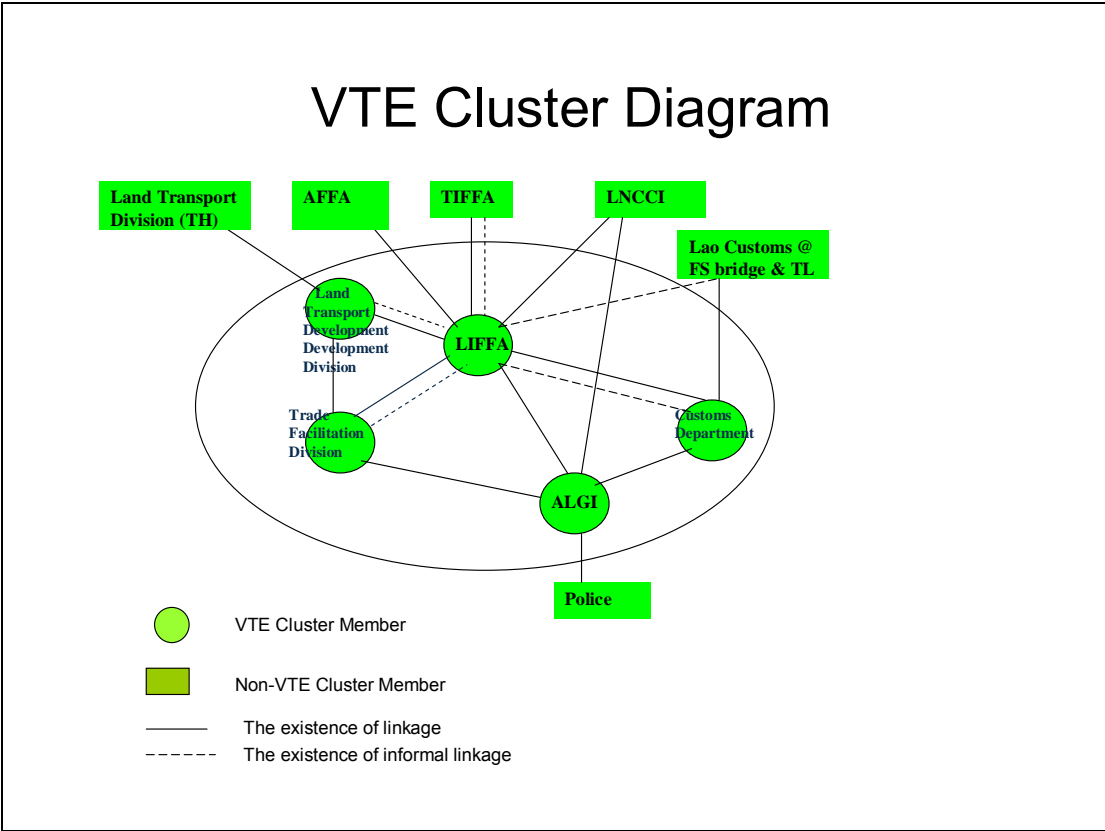 VTE Cluster Diagram
Land Transport
Division (TH)
AFFA
TIFFA
LNCCI
Lao Customs @
FS bridge & TL
Land
Transport
Development
Development
Division
LIFFA
Trade
Facilitation
Division
Customs
Department
ALGI
Police
VTE Cluster Member
Non-VTE Cluster Member
The existence of linkage
The existence of informal linkage